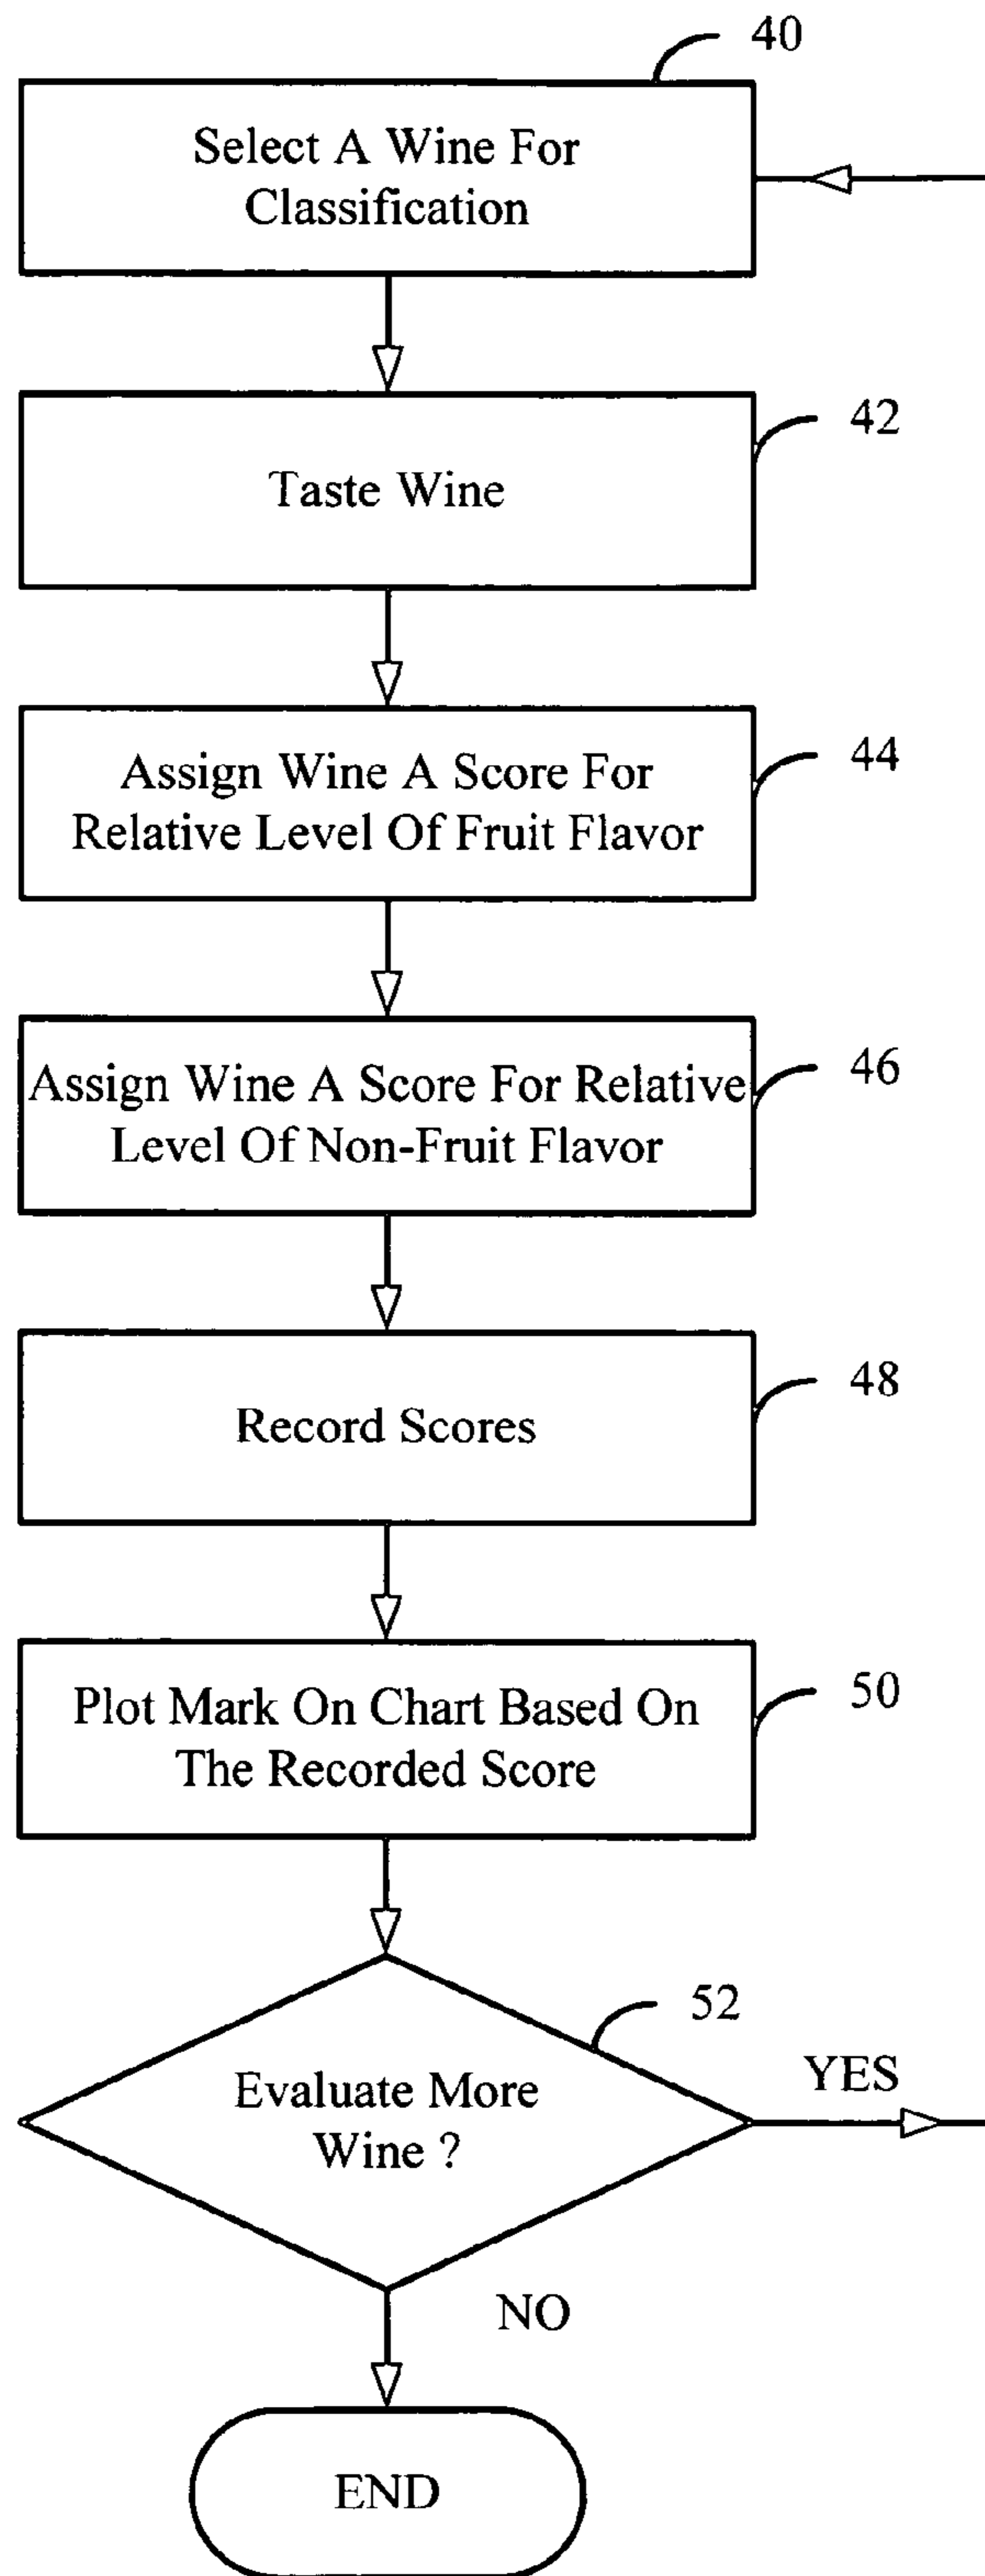 40
Select A Wine For
Classification
42
Taste Wine
44
Assign Wine A Score For
Relative Level Of Fruit Flavor
46
Assign Wine A Score For Relative
Level Of Non-Fruit Flavor
48
Record Scores
50
Plot Mark On Chart Based On
The Recorded Score
52
Evaluate More
Wine ?
YES
NO
END